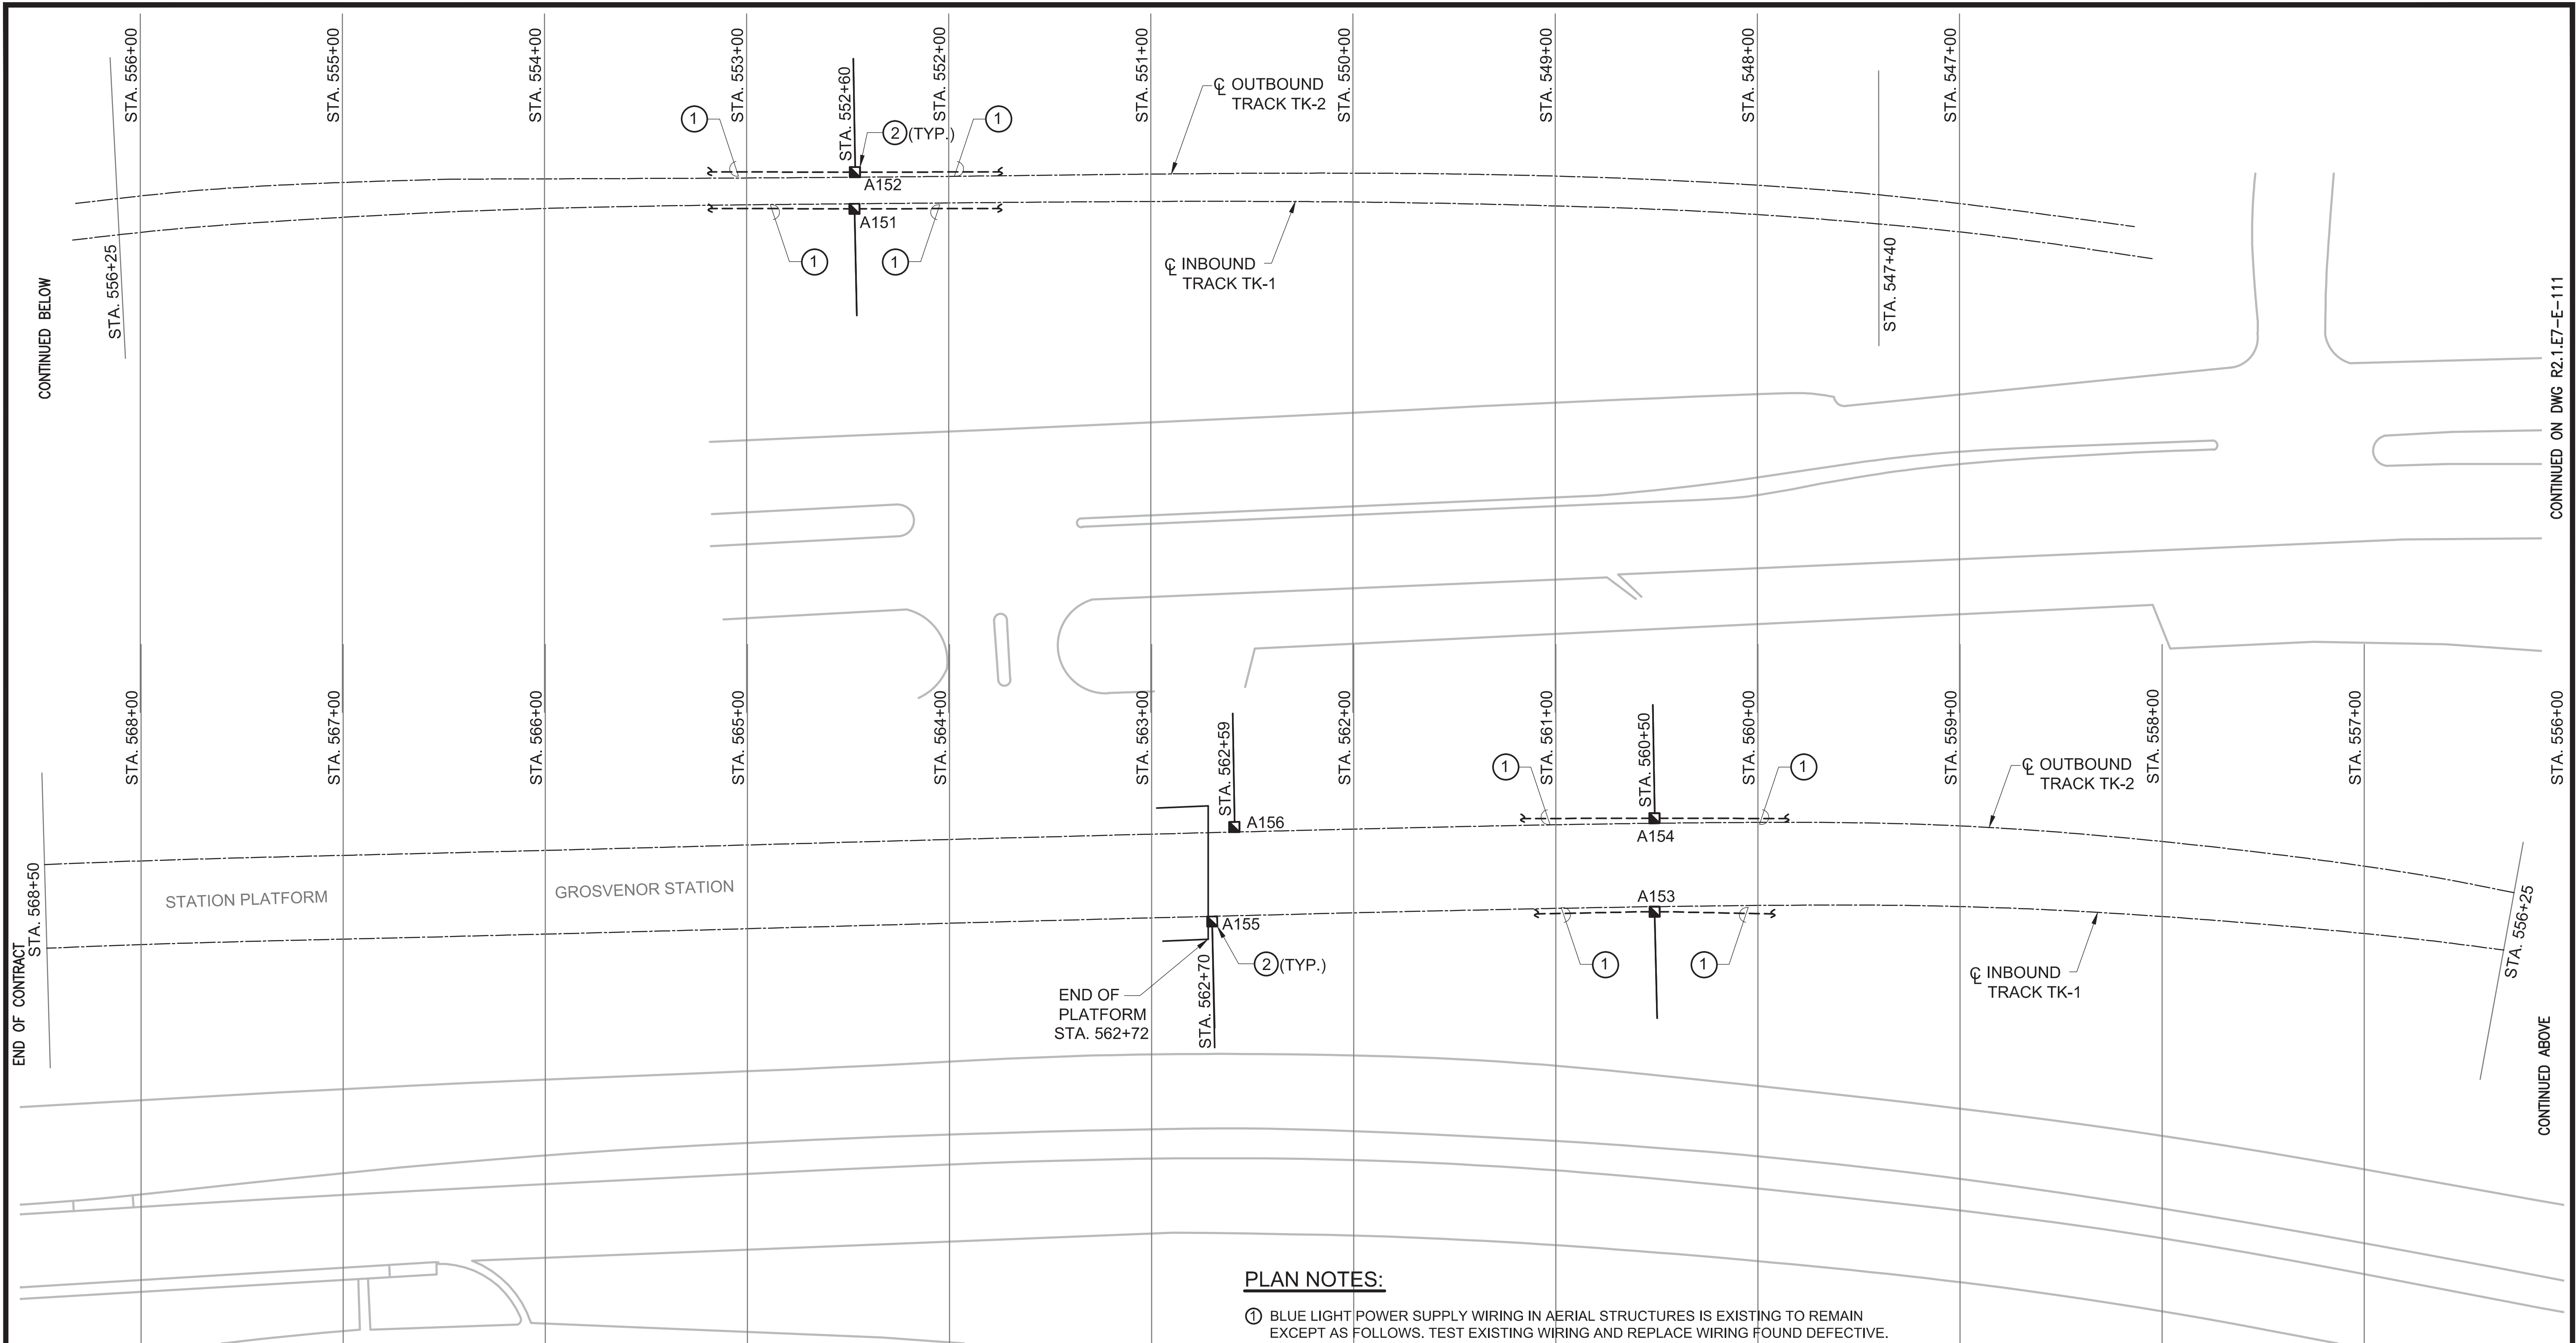 STA. 556+00
STA. 555+00
STA. 554+00
STA. 553+00
STA. 552+60
STA. 552+00
STA. 551+00
STA. 550+00
STA. 549+00
STA. 548+00
STA. 547+00
℄ OUTBOUND
TRACK TK-2
1
2 (TYP.)
1
A152
A151
1
1
℄ INBOUND
TRACK TK-1
STA. 556+25
STA. 547+40
CONTINUED BELOW
CONTINUED ON DWG R2.1.E7-E-111
STA. 568+00
STA. 567+00
STA. 566+00
STA. 565+00
STA. 564+00
STA. 563+00
STA. 562+59
STA. 562+00
STA. 561+00
STA. 560+50
STA. 560+00
STA. 559+00
STA. 558+00
STA. 557+00
STA. 556+00
1
1
℄ OUTBOUND
TRACK TK-2
A156
A154
STATION PLATFORM
GROSVENOR STATION
A153
A155
2 (TYP.)
1
1
END OF
PLATFORM
STA. 562+72
STA. 562+70
℄ INBOUND
TRACK TK-1
STA. 568+50
END OF CONTRACT
STA. 556+25
CONTINUED ABOVE
PLAN NOTES:
1 BLUE LIGHT POWER SUPPLY WIRING IN AERIAL STRUCTURES IS EXISTING TO REMAIN
EXCEPT AS FOLLOWS. TEST EXISTING WIRING AND REPLACE WIRING FOUND DEFECTIVE.